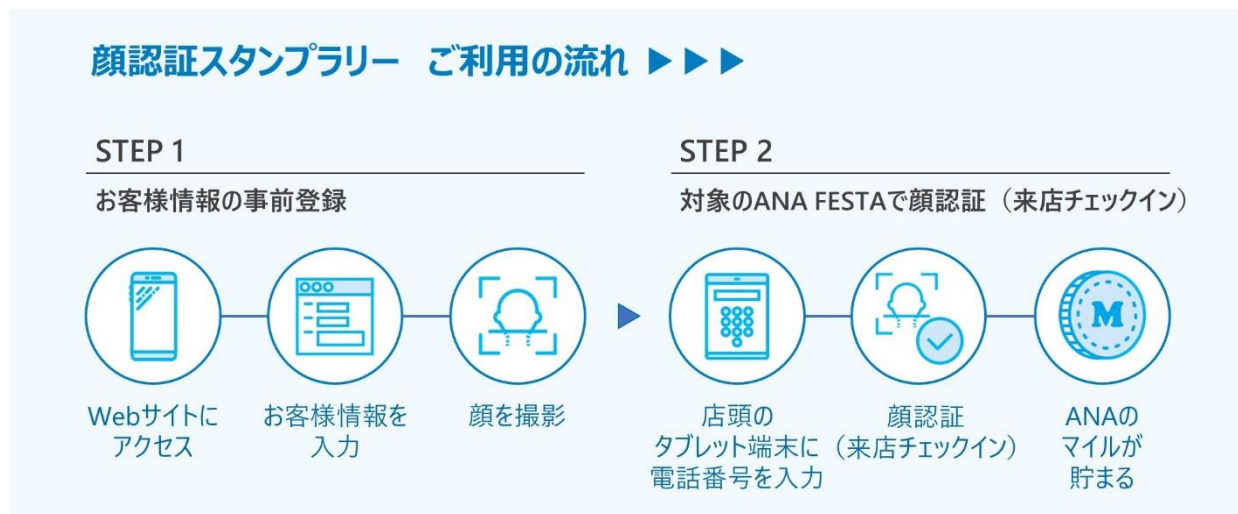 顔認証スタンプラリー ご利用の流れ ▶▶▶
STEP 1
お客様情報の事前登録
Webサイトに
アクセス
お客様情報を
入力
顔を撮影
STEP 2
対象のANA FESTAで顔認証（来店チェックイン）
店頭の
タブレット端末に
電話番号を入力
顔認証
（来店チェックイン）
M
ANAの
マイルが
貯まる